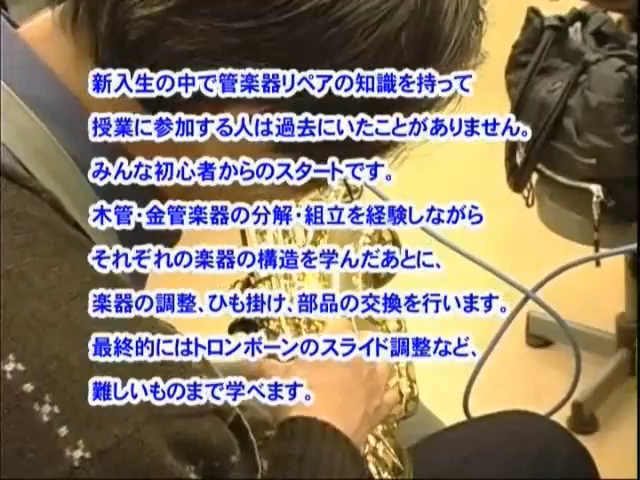 新入生の中で管楽器リペアの知識を持って
授業に参加する人は過去にいたことがありません。
みんな初心者からのスタートです。
木管・金管楽器の分解・組立を経験しながら
それぞれの楽器の構造を学んだあとに、
楽器の調整、ひも掛け、部品の交換を行います。
最終的にはトロンボーンのスライド調整など、
難しいものまで学べます。